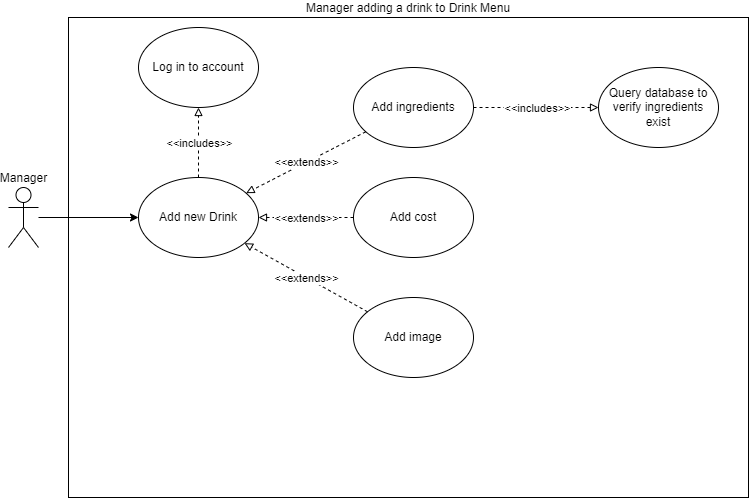 Manager adding a drink to Drink Menu
Log in to account
Add ingredients
<<includes>>
Query database to
verify ingredients
exist
<<includes>>
<<extends>>
Manager
Add new Drink
<<extends>>
Add cost
<<extends>>
Add image